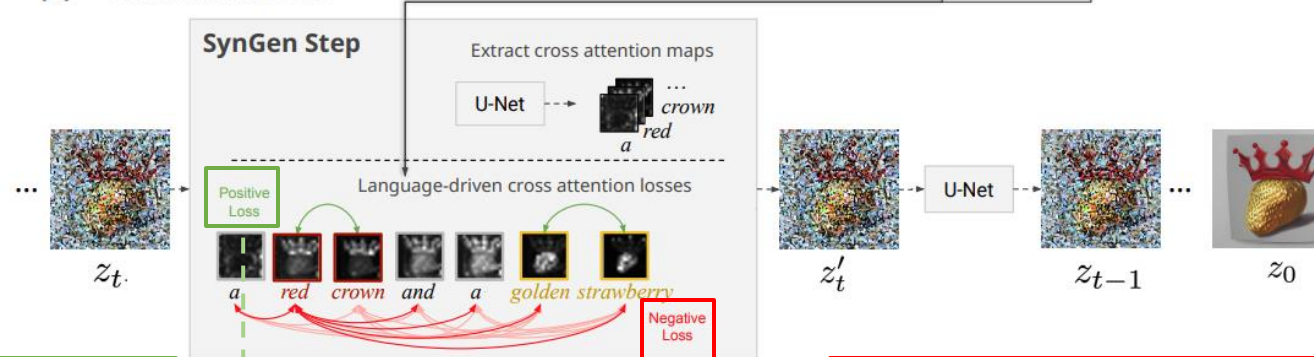 SynGen Step
Extract cross attention maps
U-Net
...
crown
red
a
Language-driven cross attention losses
Positive
Loss
...
U-Net
...
a red crown and a golden strawberry
z_t.
z'_t
z_{t-1}
z_0
Negative
Loss